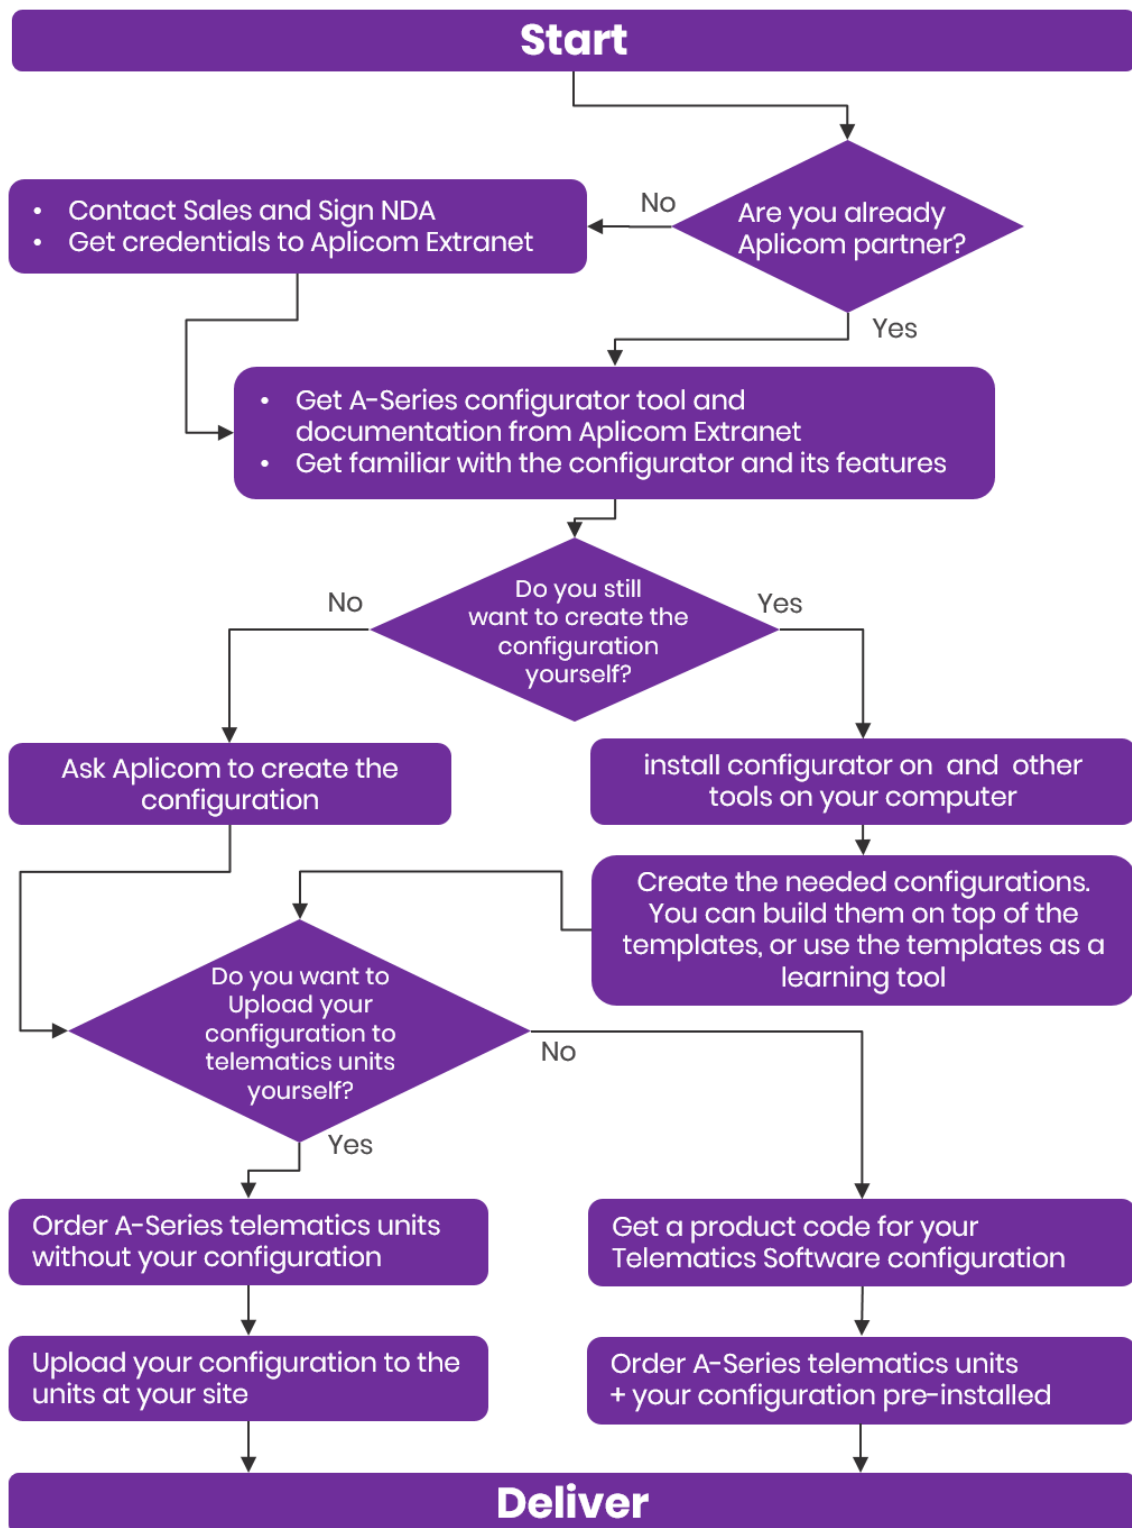 Start
No
Are you already
Aplicom partner?
• Contact Sales and Sign NDA
• Get credentials to Aplicom Extranet
Yes
• Get A-Series configurator tool and
documentation from Aplicom Extranet
• Get familiar with the configurator and its features
Do you still
want to create the
configuration
yourself?
No
Yes
Ask Aplicom to create the
configuration
install configurator on  and  other
tools on your computer
Create the needed configurations.
You can build them on top of the
templates, or use the templates as a
learning tool
Do you want to
Upload your
configuration to
telematics units
yourself?
No
Yes
Order A-Series telematics units
without your configuration
Get a product code for your
Telematics Software configuration
Upload your configuration to the
units at your site
Order A-Series telematics units
+ your configuration pre-installed
Deliver